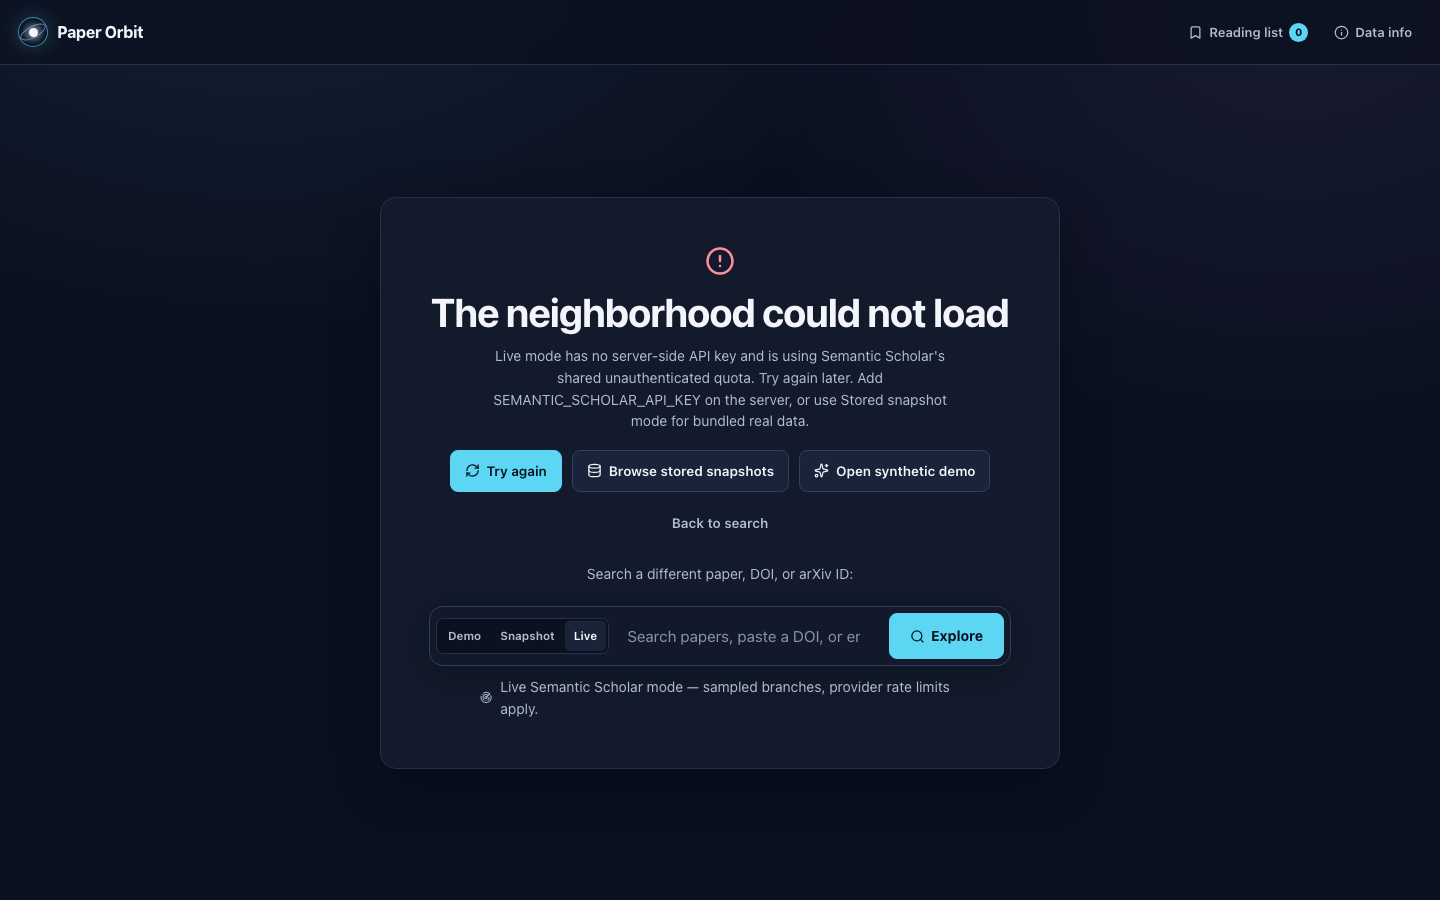 Paper Orbit
Reading list 0
Data info
The neighborhood could not load
Live mode has no server-side API key and is using Semantic Scholar's
shared unauthenticated quota. Try again later. Add
SEMANTIC_SCHOLAR_API_KEY on the server, or use Stored snapshot
mode for bundled real data.
Try again
Browse stored snapshots
Open synthetic demo
Back to search
Search a different paper, DOI, or arXiv ID:
Demo
Snapshot
Live
Search papers, paste a DOI, or er
Explore
Live Semantic Scholar mode — sampled branches, provider rate limits
apply.